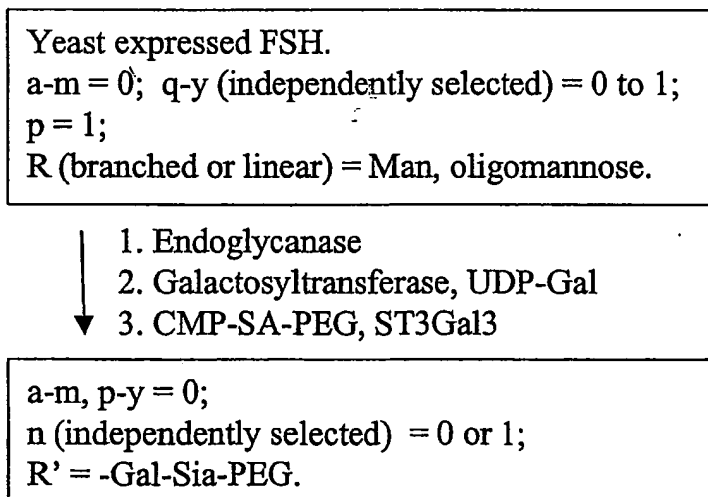 Yeast expressed FSH.
a-m = 0; q-y (independently selected) = 0 to 1;
p = 1;
R (branched or linear) = Man, oligomannose.
1. Endoglycanase
2. Galactosyltransferase, UDP-Gal
3. CMP-SA-PEG, ST3Gal3
a-m, p-y = 0;
n (independently selected) = 0 or 1;
R' = -Gal-Sia-PEG.